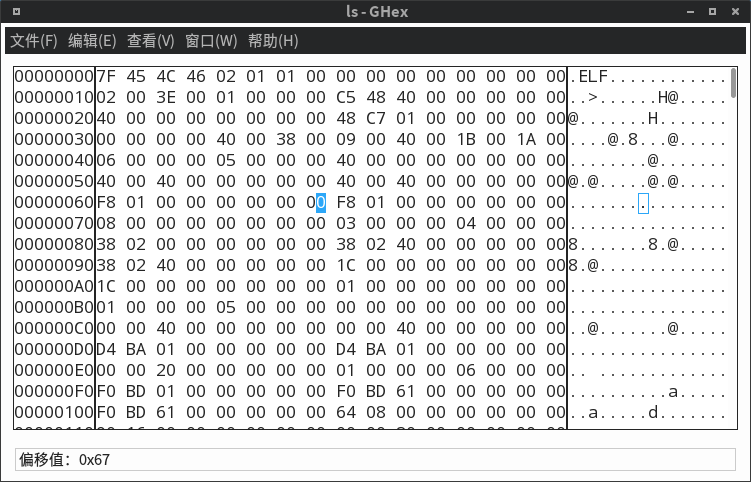 ls - GHex
文件(F) 编辑(E) 查看(V) 窗口(W) 帮助(H)
00000000 7F 45 4C 46 02 01 01 00 00 00 00 00 00 00 00 00 .ELF............
00000010 02 00 3E 00 01 00 00 00 C5 48 40 00 00 00 00 00 ..>......H@.....
00000020 40 00 00 00 00 00 00 00 48 C7 01 00 00 00 00 00 @.......H.......
00000030 00 00 00 00 40 00 38 00 09 00 40 00 1B 00 1A 00 ....@.8...@.....
00000040 06 00 00 00 05 00 00 00 40 00 00 00 00 00 00 00 ........@.......
00000050 40 00 40 00 00 00 00 00 40 00 40 00 00 00 00 00 @.@.....@.@.....
00000060 F8 01 00 00 00 00 00 00 F8 01 00 00 00 00 00 00 ................
00000070 08 00 00 00 00 00 00 00 03 00 00 00 04 00 00 00 ................
00000080 38 02 00 00 00 00 00 00 38 02 40 00 00 00 00 00 8.......8.@.....
00000090 38 02 40 00 00 00 00 00 1C 00 00 00 00 00 00 00 8.@.............
000000A0 1C 00 00 00 00 00 00 00 01 00 00 00 00 00 00 00 ................
000000B0 01 00 00 00 05 00 00 00 00 00 00 00 00 00 00 00 ................
000000C0 00 00 40 00 00 00 00 00 00 00 40 00 00 00 00 00 ..@.......@.....
000000D0 D4 BA 01 00 00 00 00 00 D4 BA 01 00 00 00 00 00 ................
000000E0 00 00 20 00 00 00 00 00 01 00 00 00 06 00 00 00 .. .............
000000F0 F0 BD 01 00 00 00 00 00 F0 BD 61 00 00 00 00 00 ..........a.....
00000100 F0 BD 61 00 00 00 00 00 64 08 00 00 00 00 00 00 ..a.....d.......
偏移值: 0x67